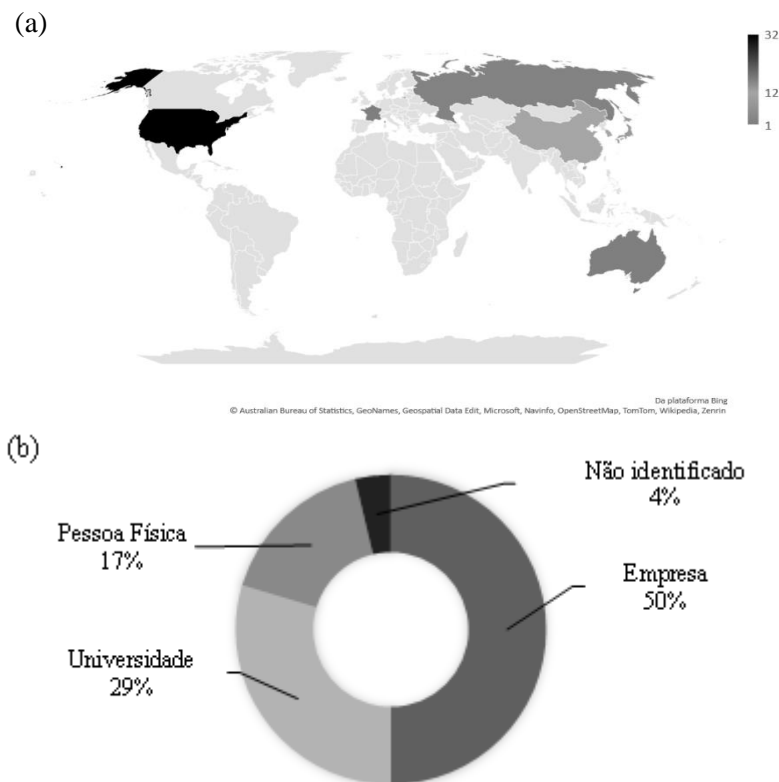 (a)
32
12
1
Da plataforma Bing
© Australian Bureau of Statistics, GeoNames, Geospatial Data Edit, Microsoft, Navinfo, OpenStreetMap, TomTom, Wikipedia, Zenrin
(b)
Não identificado
4%
Pessoa Física
17%
Empresa
50%
Universidade
29%